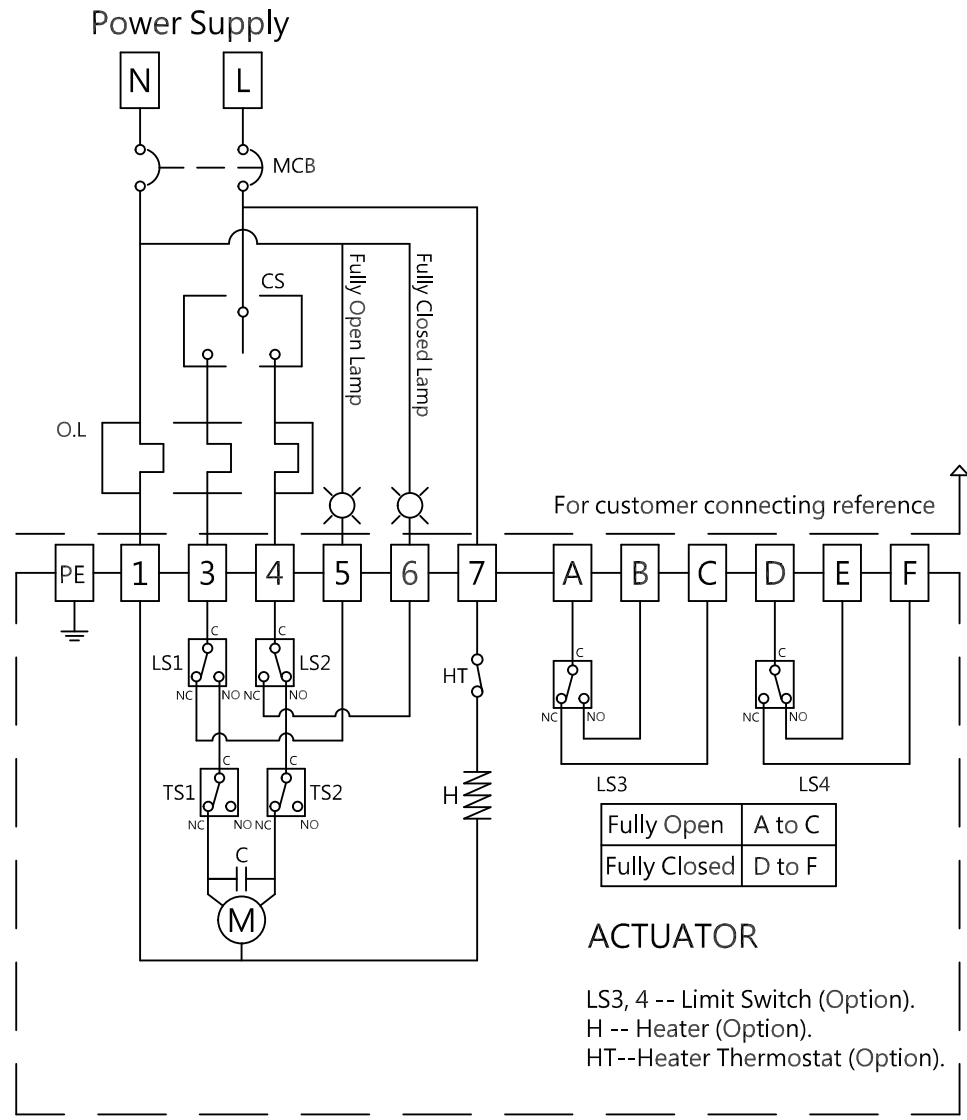 Power Supply
N L
MCB
CS
Fully Open Lamp
Fully Closed Lamp
O.L
For customer connecting reference
PE 1 3 4 5 6 7 A B C D E F
C C
LS1 LS2
NC NO NC NO
HT
C C
NC NO NC NO
C C
TS1 TS2
NC NO NC NO
H
LS3 LS4
Fully Open A to C
Fully Closed D to F
C
M
ACTUATOR
LS3, 4 -- Limit Switch (Option).
H -- Heater (Option).
HT--Heater Thermostat (Option).